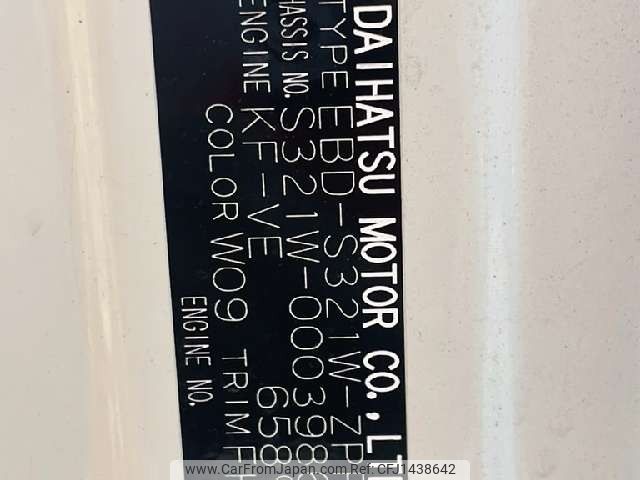 DAIHATSU MOTOR CO.,LT
TYPE EBD-S321W-ZP
CHASSIS NO. S321W-000398
ENGINE KF-VE 658
COLOR W09 TRIM F
ENGINE NO.
www.CarFromJapan.com REF:CFJ1438642